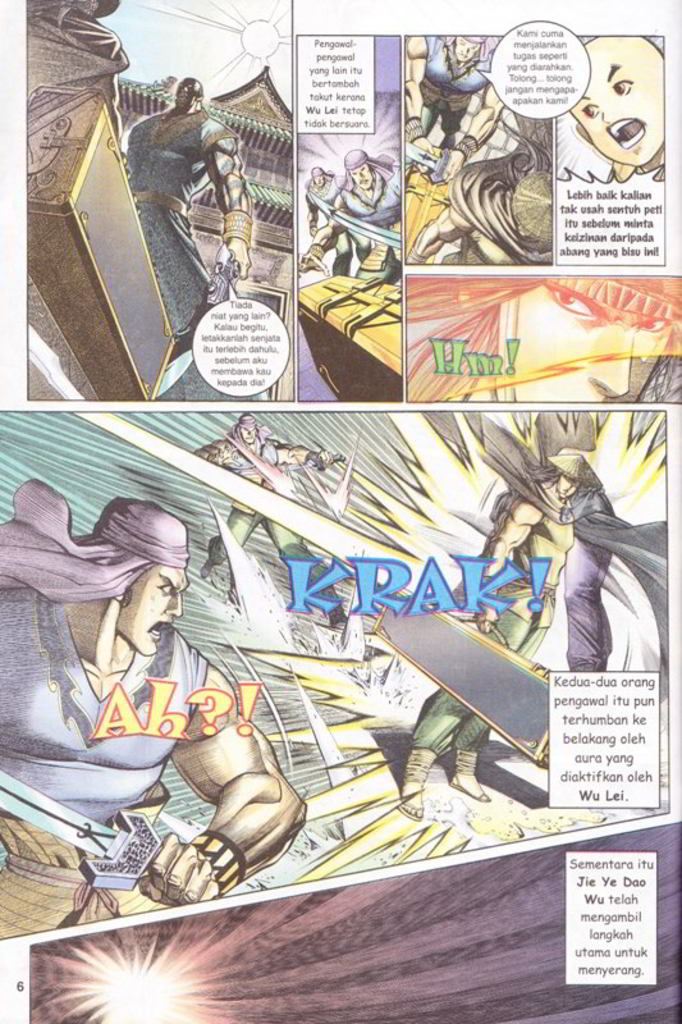 Tiada
niat yang lain?
Kalau begitu,
letakkanlah senjata
itu terlebih dahulu,
sebelum aku
membawa kau
kepada dia!
Pengawal-
pengawal
yang lain itu
bertambah
takut kerana
Wu Lei tetap
tidak bersuara.
Kami cuma
menjalankan
tugas seperti
yang diarahkan.
Tolong... tolong
jangan mengapa-
apakan kami!
Lebih baik kalian
tak usah sentuh peti
itu sebelum minta
keizinan daripada
abang yang bisu ini!
Hm!
KRAK!
Ah?!
Kedua-dua orang
pengawal itu pun
terhumban ke
belakang oleh
aura yang
diaktifkan oleh
Wu Lei.
Sementara itu
Jie Ye Dao
Wu telah
mengambil
langkah
utama untuk
menyerang.
6